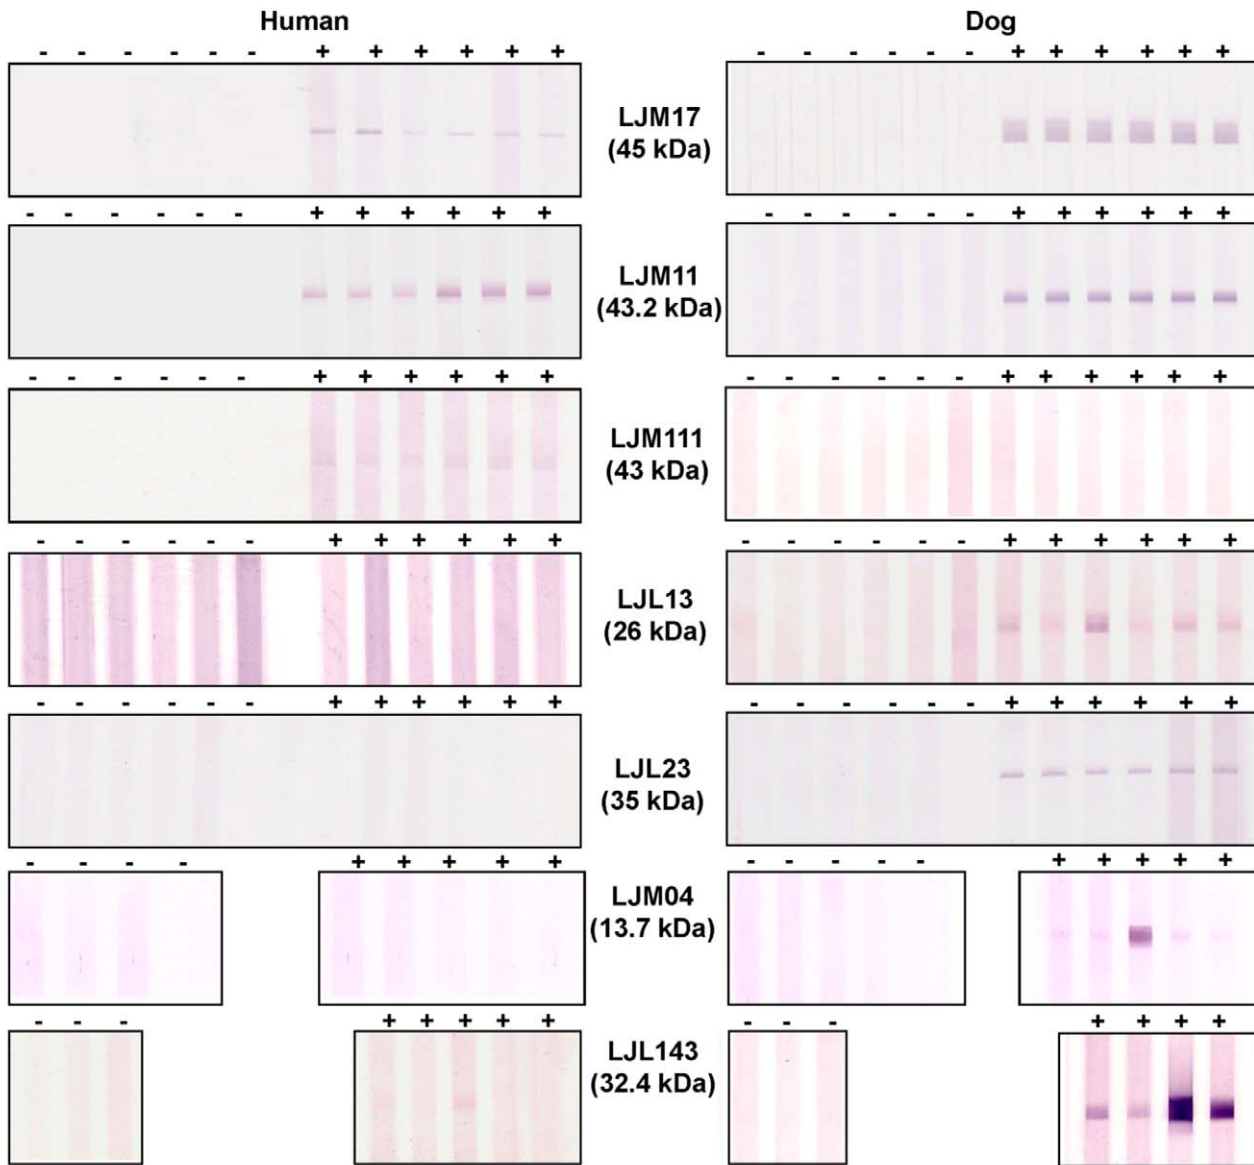 Human Dog
- - - - - - + + + + + + - - - - - - + + + + + +
LJM17
(45 kDa)
- - - - - - + + + + + + - - - - - - + + + + + +
LJM11
(43.2 kDa)
- - - - - - + + + + + + - - - - - - + + + + + +
LJM111
(43 kDa)
- - - - - - + + + + + + - - - - - - + + + + + +
LJL13
(26 kDa)
- - - - - - + + + + + + - - - - - - + + + + + +
LJL23
(35 kDa)
- - - - + + + + + - - - - - + + + + +
LJM04
(13.7 kDa)
- - - + + + + + - - - + + + +
LJL143
(32.4 kDa)